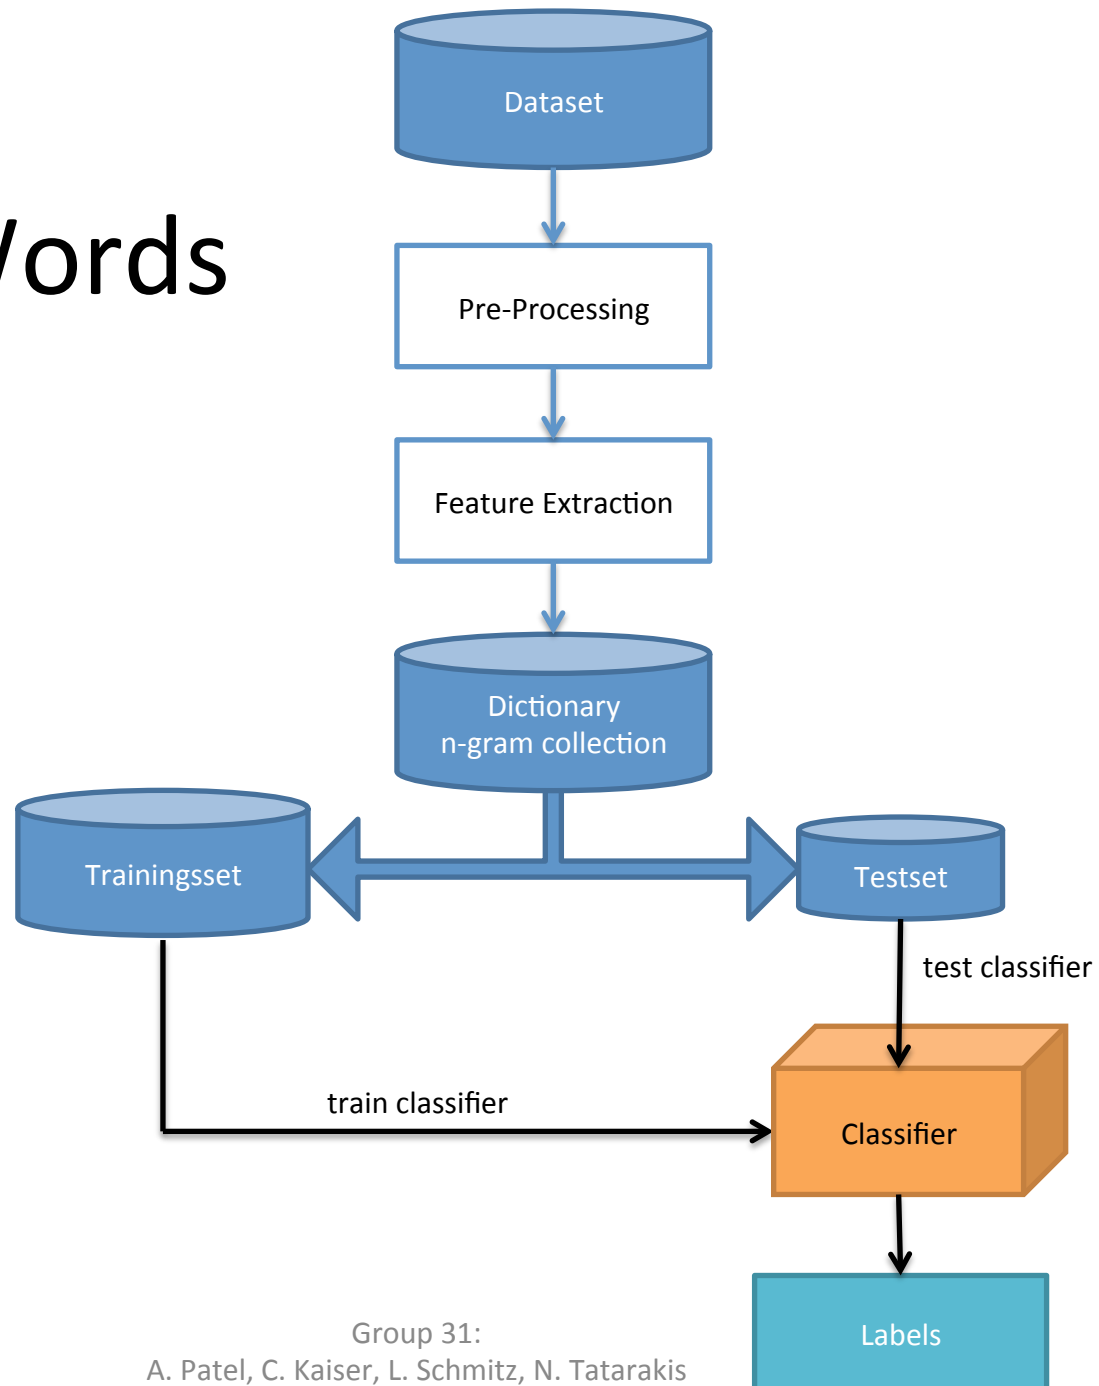 Dataset
Words
Pre-Processing
Feature Extraction
Dictionary
n-gram collection
Trainingsset
Testset
test classifier
train classifier
Classifier
Labels
Group 31:
A. Patel, C. Kaiser, L. Schmitz, N. Tatarakis